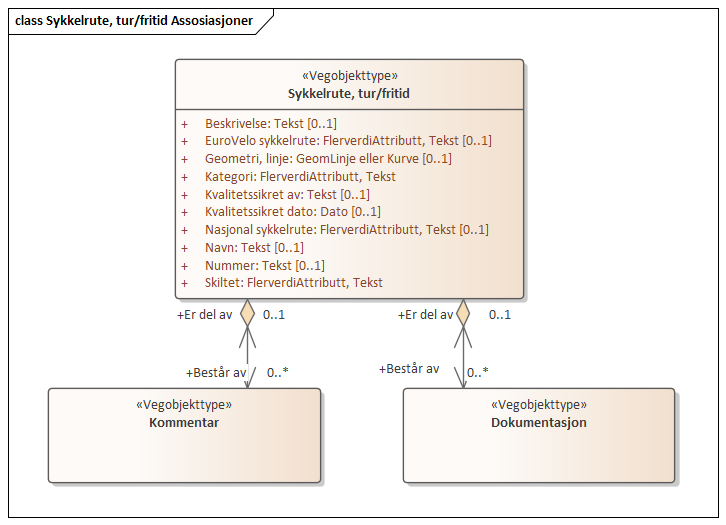 class Sykkelrute, tur/fritid Assosiasjoner
«Vegobjekttype»
Sykkelrute, tur/fritid
+ Beskrivelse: Tekst [0..1]
+ EuroVelo sykkelrute: FlerverdiAttributt, Tekst [0..1]
+ Geometri, linje: GeomLinje eller Kurve [0..1]
+ Kategori: FlerverdiAttributt, Tekst
+ Kvalitetssikret av: Tekst [0..1]
+ Kvalitetssikret dato: Dato [0..1]
+ Nasjonal sykkelrute: FlerverdiAttributt, Tekst [0..1]
+ Navn: Tekst [0..1]
+ Nummer: Tekst [0..1]
+ Skiltet: FlerverdiAttributt, Tekst
+Er del av 0..1 +Er del av 0..1
+Består av 0..* +Består av 0..*
«Vegobjekttype»
Kommentar
«Vegobjekttype»
Dokumentasjon